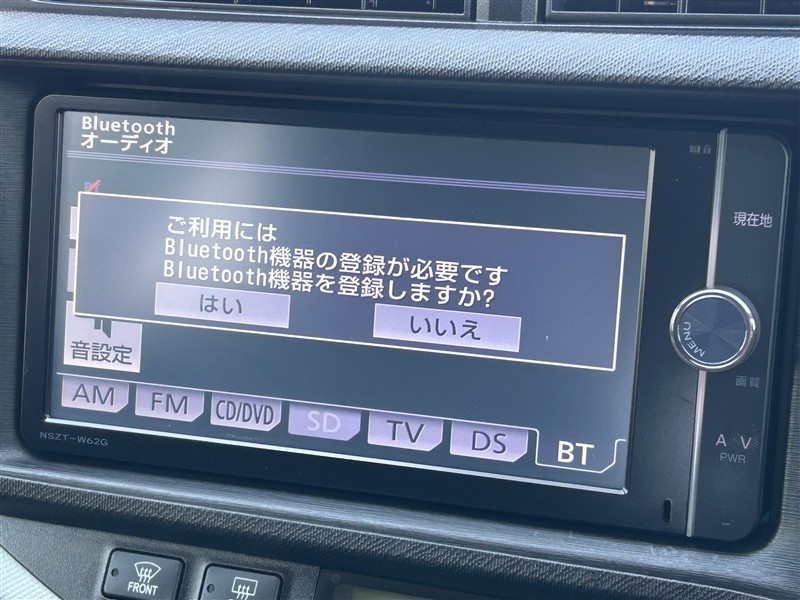 Bluetooth
オーディオ
現在地
ご利用には
Bluetooth機器の登録が必要です
Bluetooth機器を登録しますか?
はい
いいえ
MENU
音設定
画質
AM
FM
CD/DVD
SD
TV
DS
BT
A V
PWR
NSZT-W62G
FRONT